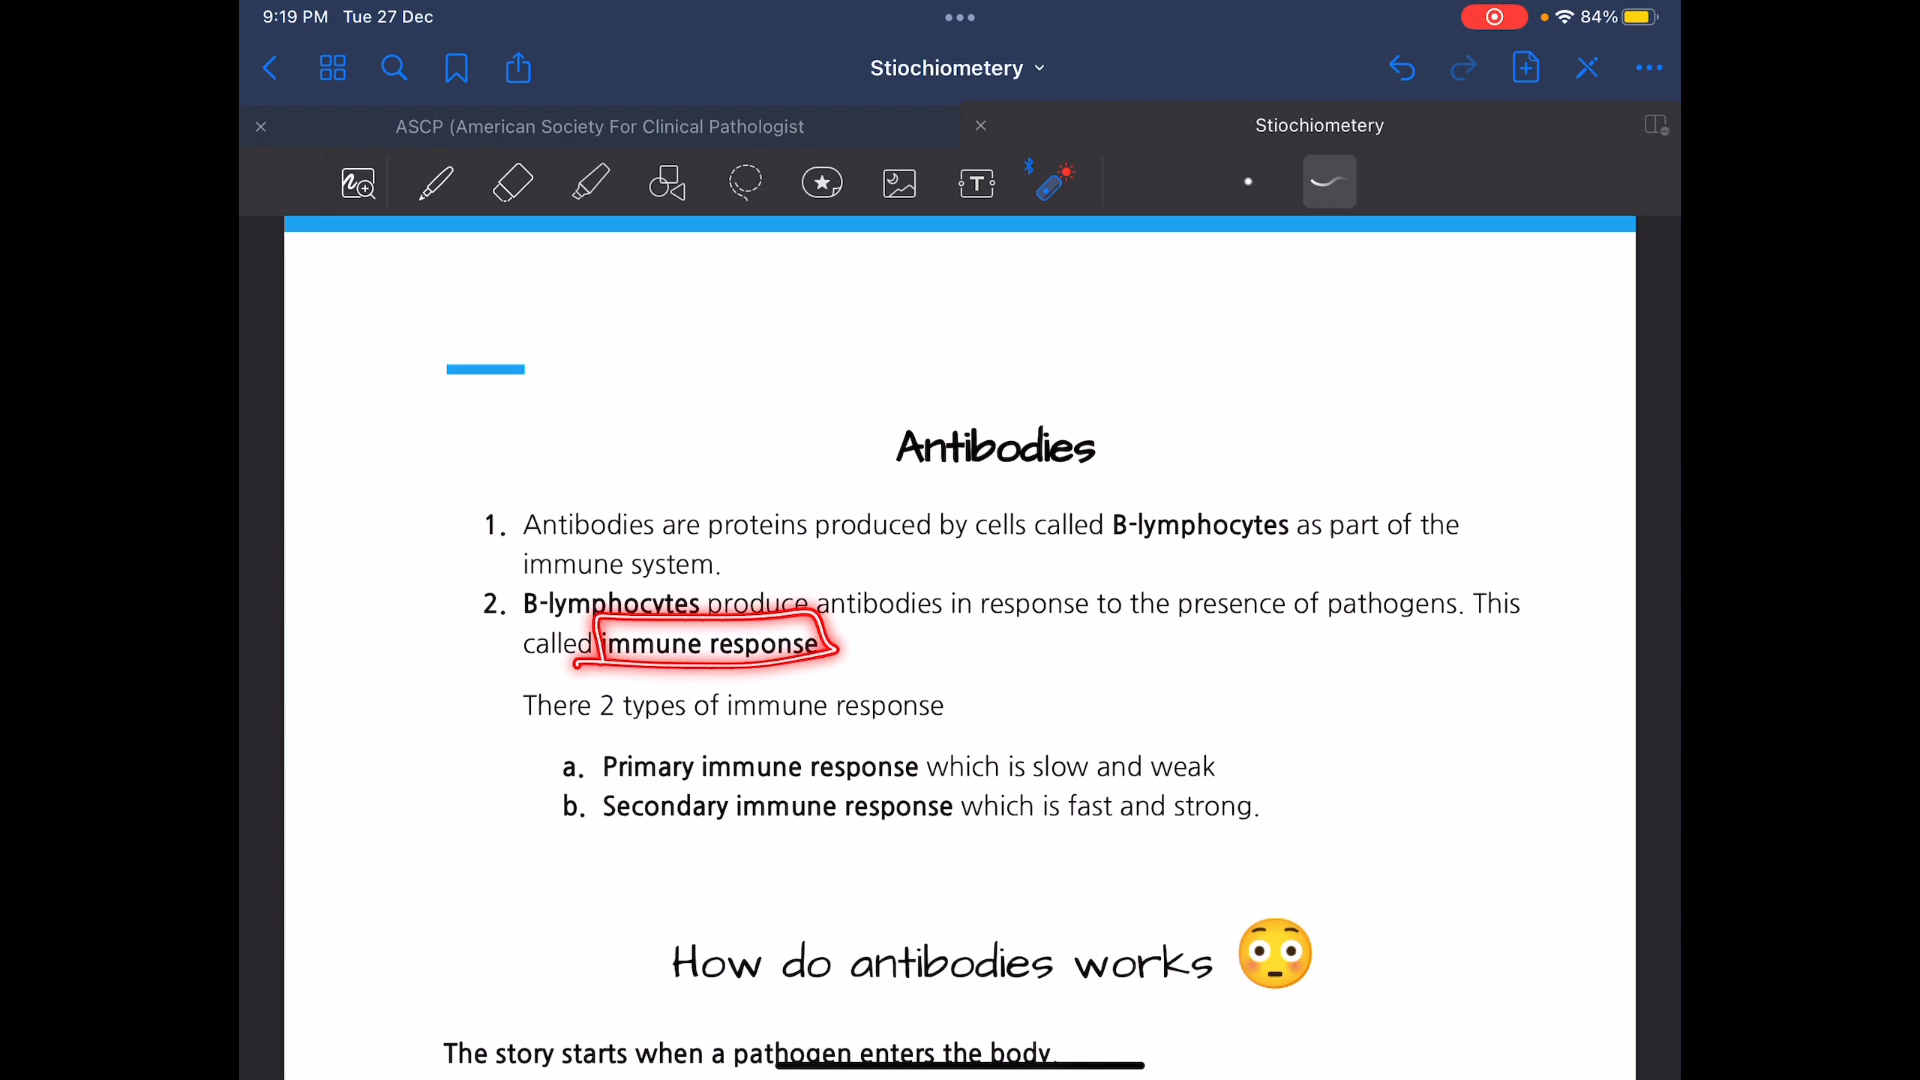 9:19 PM Tue 27 Dec
84%
Stiochiometery
ASCP (American Society For Clinical Pathologist
Stiochiometery
T
Antibodies
1. Antibodies are proteins produced by cells called B-lymphocytes as part of the
immune system.
2. B-lymphocytes produce antibodies in response to the presence of pathogens. This
called immune response
There 2 types of immune response
a. Primary immune response which is slow and weak
b. Secondary immune response which is fast and strong.
How do antibodies works
The story starts when a pathogen enters the body.